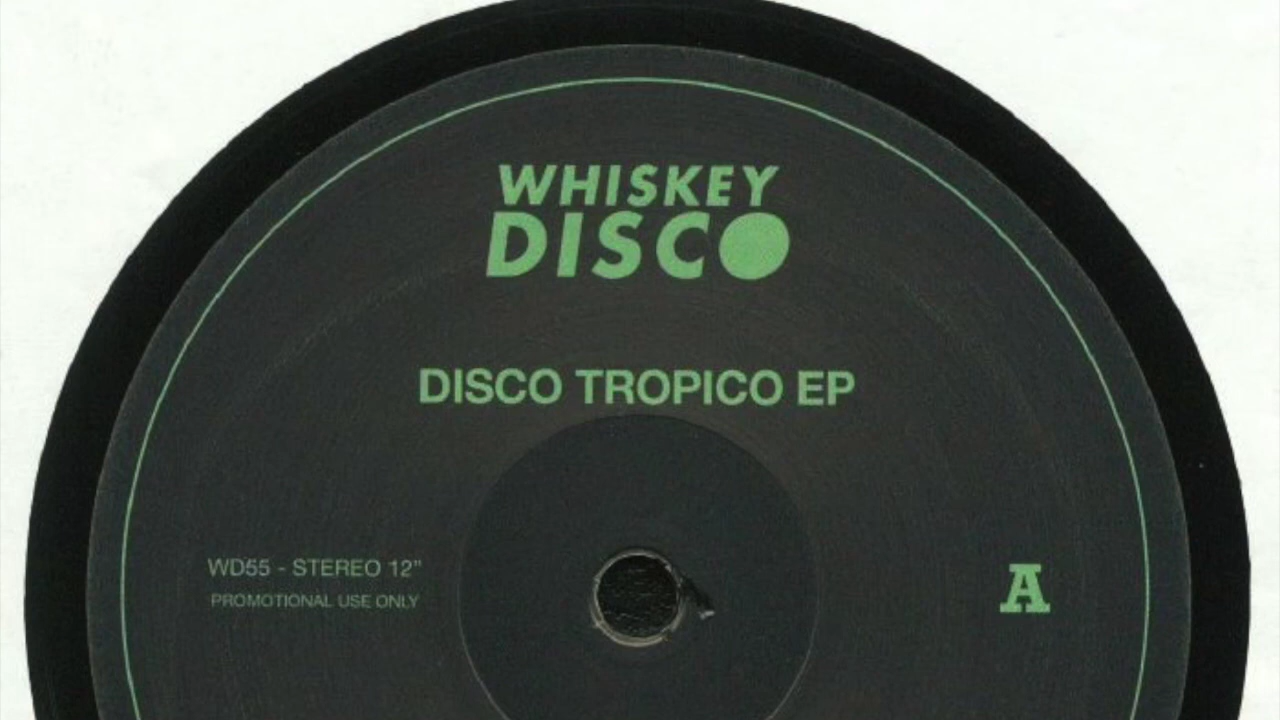 WHISKEY
DISCO
DISCO TROPICO EP
WD55 - STEREO 12"
PROMOTIONAL USE ONLY
A